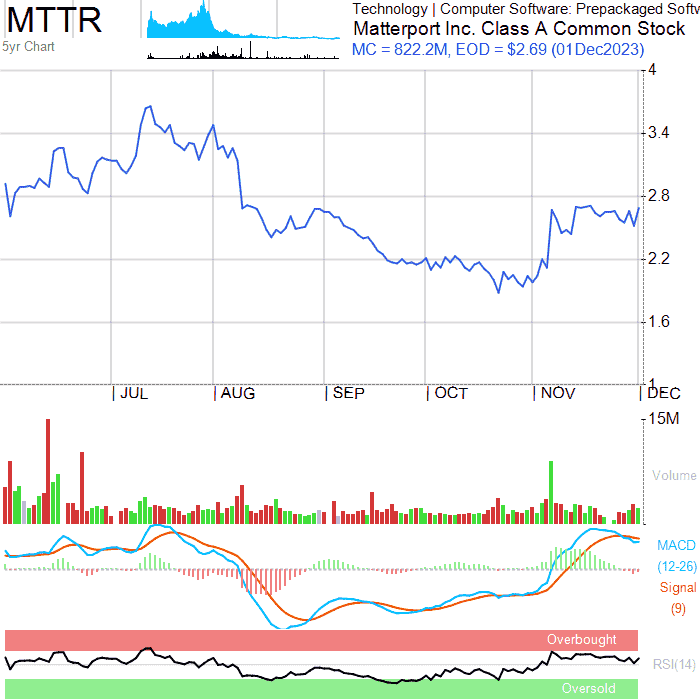 MTTR
5yr Chart
Technology | Computer Software: Prepackaged Softw
Matterport Inc. Class A Common Stock
MC = 822.2M, EOD = $2.69 (01Dec2023)
4
3.4
2.8
2.2
1.6
1
| JUL | AUG | SEP | OCT | NOV | DEC
15M
Volume
MACD
(12-26)
Signal
(9)
Overbought
RSI(14)
Oversold